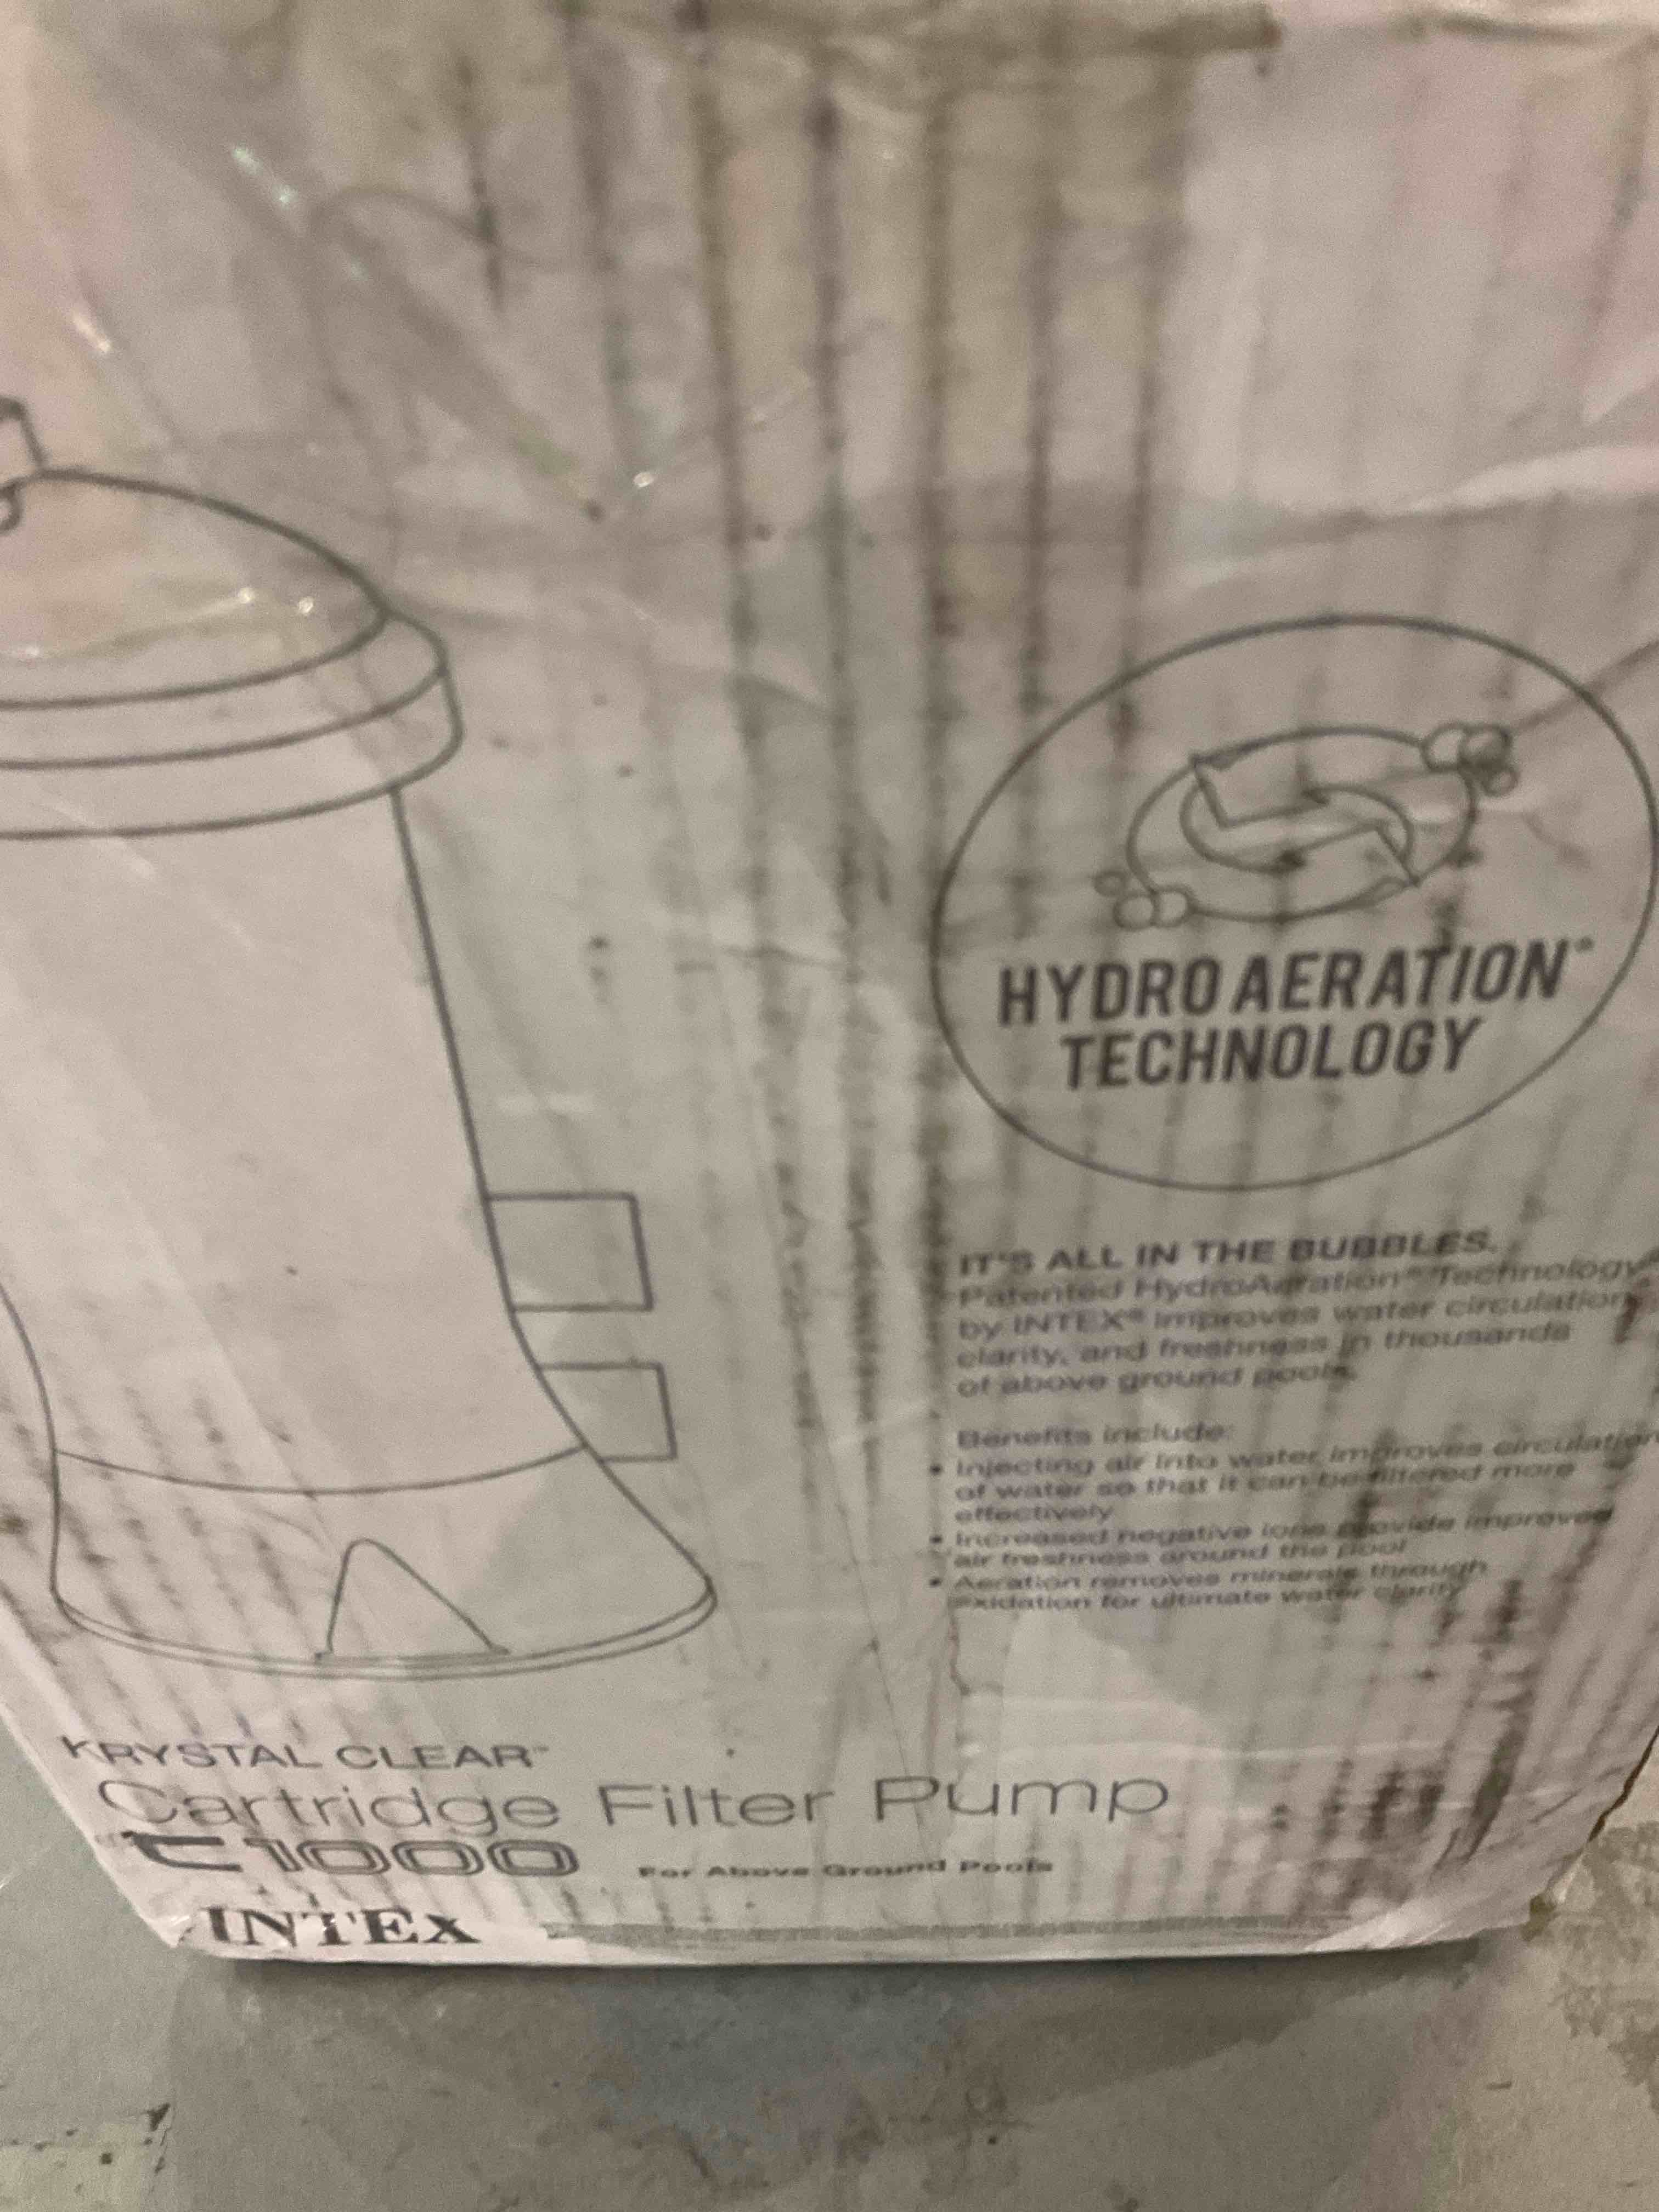 HYDROAERATION™
TECHNOLOGY
IT'S ALL IN THE BUBBLES.
Patented HydroAeration® Technology
by INTEX® improves water circulation,
clarity, and freshness in thousands
of above ground pools.
Benefits include:
• Injecting air into water improves circulation
of water so that it can be filtered more
effectively
• Increased negative ions provide improved
air freshness around the pool
• Aeration removes minerals through
oxidation for ultimate water clarity
KRYSTAL CLEAR™
Cartridge Filter Pump
C1000 For Above Ground Pools
INTEX